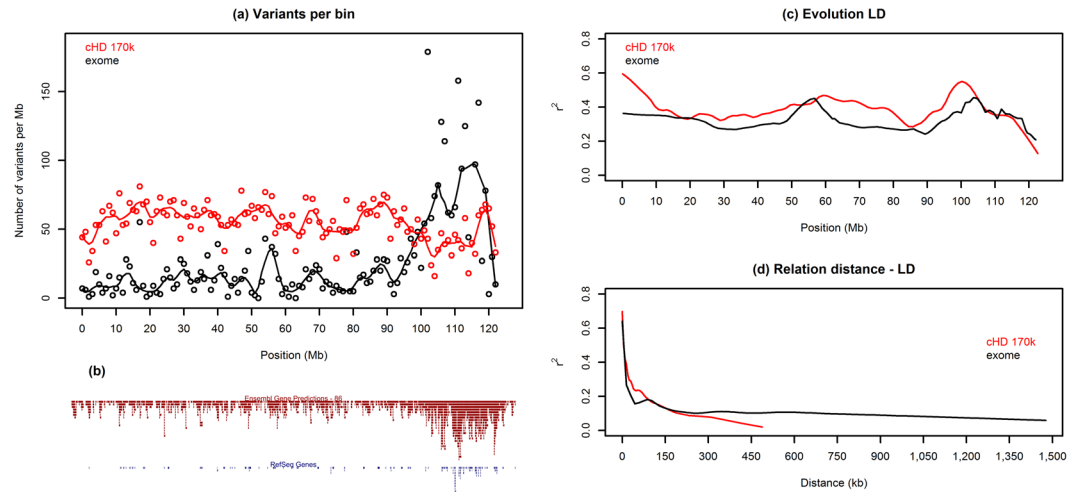 (a) Variants per bin
cHD 170k
exome
Number of variants per Mb
0 50 100 150
0 10 20 30 40 50 60 70 80 90 100 110 120
Position (Mb)
(b)
Ensembl Gene Predictions - 86
RefSeq Genes
(c) Evolution LD
cHD 170k
exome
r²
0.0 0.2 0.4 0.6 0.8
0 10 20 30 40 50 60 70 80 90 100 110 120
Position (Mb)
(d) Relation distance - LD
cHD 170k
exome
r²
0.0 0.2 0.4 0.6 0.8
0 150 300 450 600 750 900 1,050 1,200 1,350 1,500
Distance (kb)